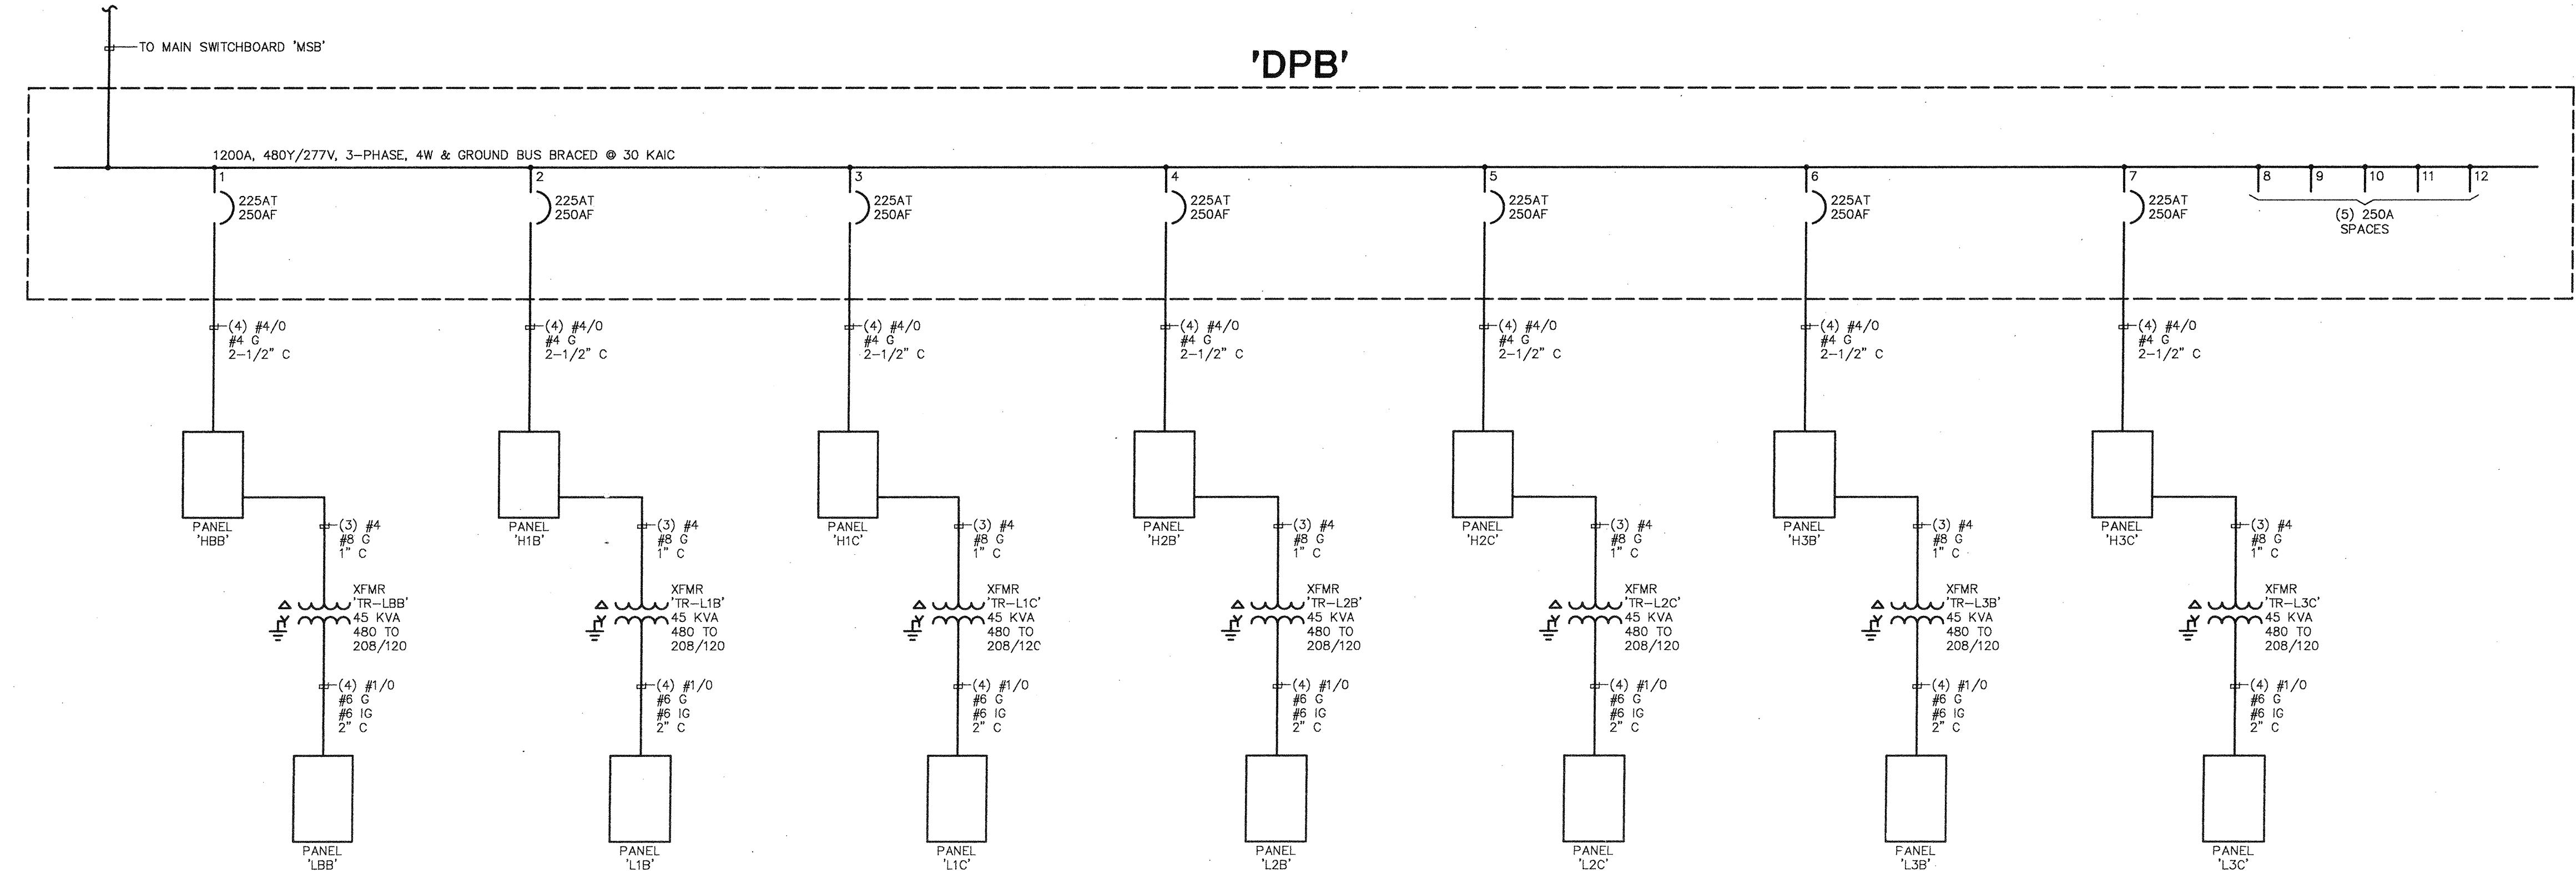 TO MAIN SWITCHBOARD 'MSB'
'DPB'
1200A, 480Y/277V, 3-PHASE, 4W & GROUND BUS BRACED @ 30 KAIC
1
225AT
250AF
2
225AT
250AF
3
225AT
250AF
4
225AT
250AF
5
225AT
250AF
6
225AT
250AF
7
225AT
250AF
8
9
10
11
12
(5) 250A
SPACES
(4) #4/0
#4 G
2-1/2" C
(4) #4/0
#4 G
2-1/2" C
(4) #4/0
#4 G
2-1/2" C
(4) #4/0
#4 G
2-1/2" C
(4) #4/0
#4 G
2-1/2" C
(4) #4/0
#4 G
2-1/2" C
(4) #4/0
#4 G
2-1/2" C
PANEL
'HBB'
(3) #4
#8 G
1" C
PANEL
'H1B'
(3) #4
#8 G
1" C
PANEL
'H1C'
(3) #4
#8 G
1" C
PANEL
'H2B'
(3) #4
#8 G
1" C
PANEL
'H2C'
(3) #4
#8 G
1" C
PANEL
'H3B'
(3) #4
#8 G
1" C
PANEL
'H3C'
(3) #4
#8 G
1" C
XFMR
'TR-LBB'
45 KVA
480 TO
208/120
Y
XFMR
'TR-L1B'
45 KVA
480 TO
208/120
Y
XFMR
'TR-L1C'
45 KVA
480 TO
208/120
Y
XFMR
'TR-L2B'
45 KVA
480 TO
208/120
Y
XFMR
'TR-L2C'
45 KVA
480 TO
208/120
Y
XFMR
'TR-L3B'
45 KVA
480 TO
208/120
Y
XFMR
'TR-L3C'
45 KVA
480 TO
208/120
Y
(4) #1/0
#6 G
#6 IG
2" C
(4) #1/0
#6 G
#6 IG
2" C
(4) #1/0
#6 G
#6 IG
2" C
(4) #1/0
#6 G
#6 IG
2" C
(4) #1/0
#6 G
#6 IG
2" C
(4) #1/0
#6 G
#6 IG
2" C
(4) #1/0
#6 G
#6 IG
2" C
PANEL
'LBB'
PANEL
'L1B'
PANEL
'L1C'
PANEL
'L2B'
PANEL
'L2C'
PANEL
'L3B'
PANEL
'L3C'